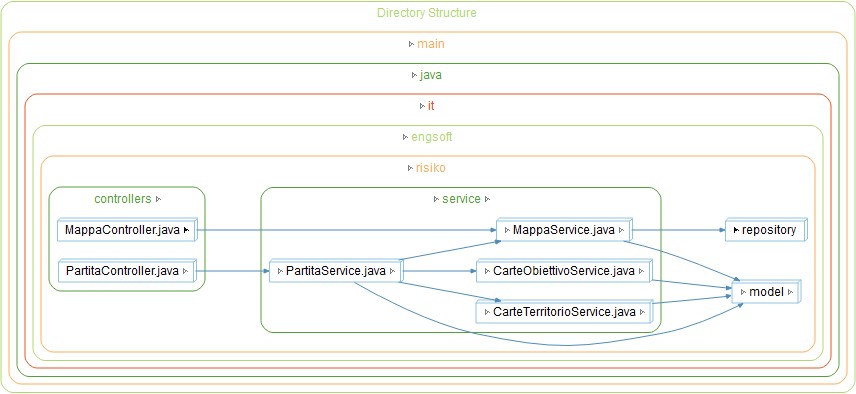 Directory Structure
main
java
it
engsoft
risiko
controllers
service
MappaController.java
MappaService.java
repository
PartitaController.java
PartitaService.java
CarteObiettivoService.java
model
CarteTerritorioService.java